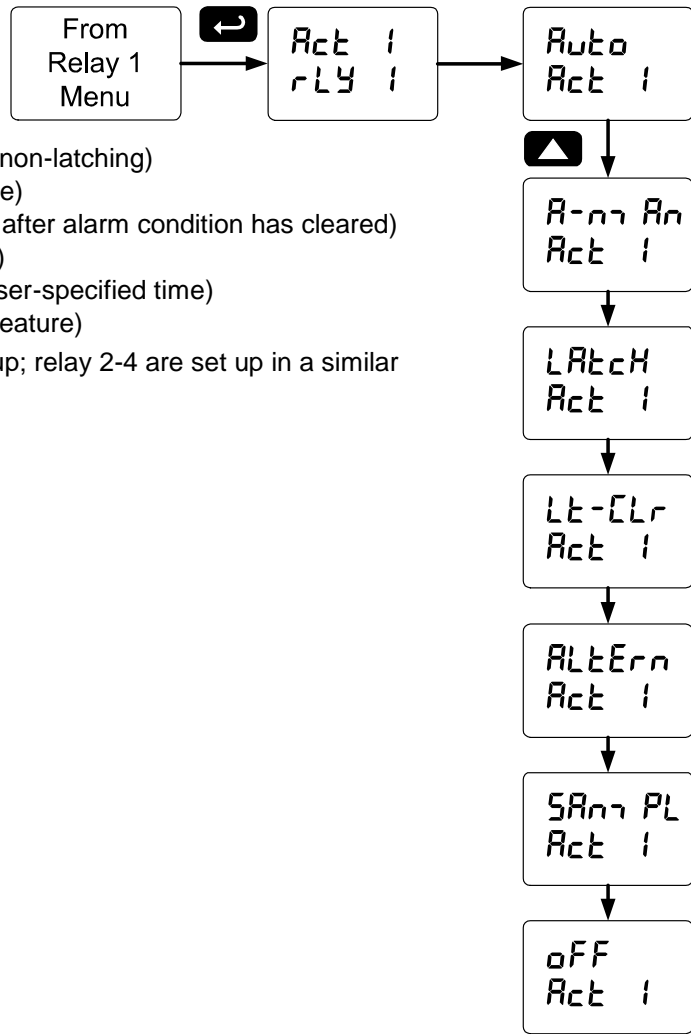 From
Relay 1
Menu
Act 1
rLY 1
Auto
Act 1
non-latching)
e)
after alarm condition has cleared)
)
ser-specified time)
eature)
up; relay 2-4 are set up in a similar
A-m An
Act 1
LAtcH
Act 1
Lt-CLr
Act 1
ALtErn
Act 1
SAm PL
Act 1
oFF
Act 1